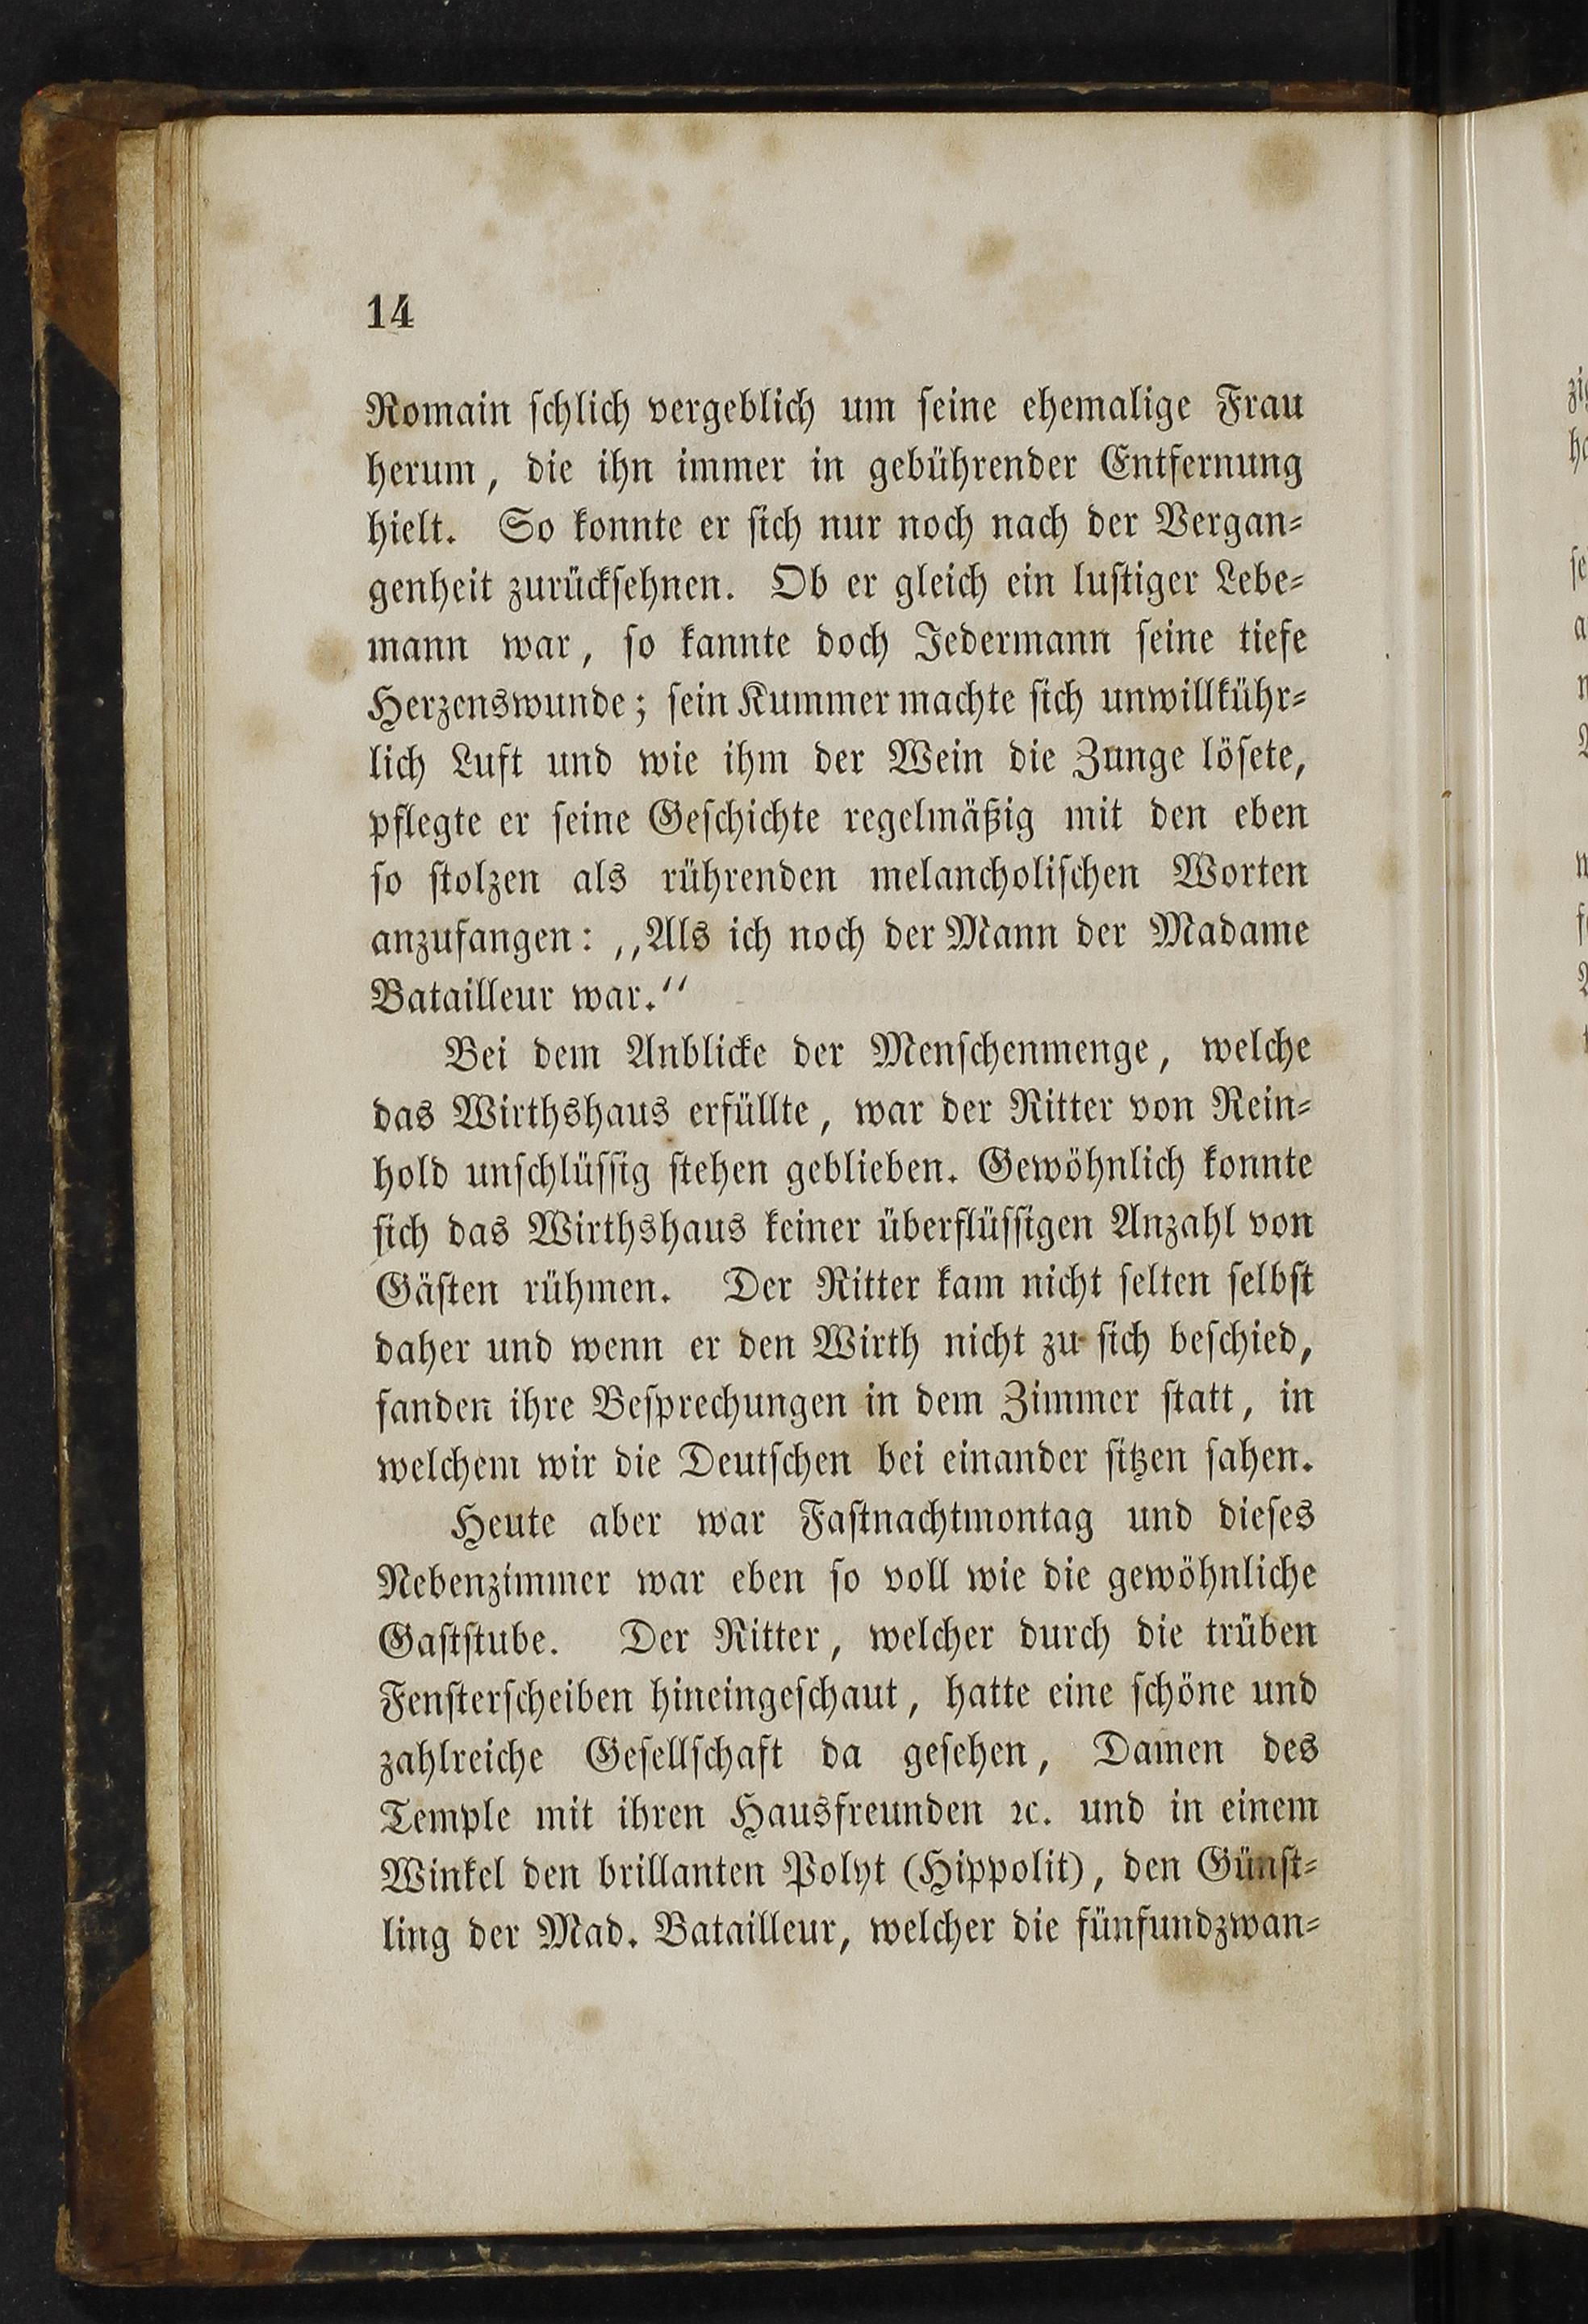 14
Romain ſchlich vergeblich um ſeine ehemalige Frau
herum, die ihn immer in gebührender Entfernung
hielt. So konnte er ſich nur noch nach der Vergan⸗
genheit zurückſehnen. Ob er gleich ein luſtiger Lebe⸗
mann war, ſo kannte doch Jedermann ſeine tiefe
Herzenswunde; ſein Kummer machte ſich unwillkühr⸗
lich Luft und wie ihm der Wein die Zunge löſete,
pflegte er ſeine Geſchichte regelmäßig mit den eben
ſo ſtolzen als rührenden melancholiſchen Worten
anzufangen: „Als ich noch der Mann der Madame
Batailleur war.“
Bei dem Anblicke der Menſchenmenge, welche
das Wirthshaus erfüllte, war der Ritter von Rein⸗
hold unſchlüſſig ſtehen geblieben. Gewöhnlich konnte
ſich das Wirthshaus keiner überflüſſigen Anzahl von
Gäſten rühmen. Der Ritter kam nicht ſelten ſelbſt
daher und wenn er den Wirth nicht zu ſich beſchied,
fanden ihre Beſprechungen in dem Zimmer ſtatt, in
welchem wir die Deutſchen bei einander ſitzen ſahen.
Heute aber war Faſtnachtmontag und dieſes
Nebenzimmer war eben ſo voll wie die gewöhnliche
Gaſtſtube. Der Ritter, welcher durch die trüben
Fenſterſcheiben hineingeſchaut, hatte eine ſchöne und
zahlreiche Geſellſchaft da geſehen, Damen des
Temple mit ihren Hausfreunden ꝛc. und in einem
Winkel den brillanten Polyt (Hippolit), den Günſt⸗
ling der Mad. Batailleur, welcher die fünfundzwan⸗